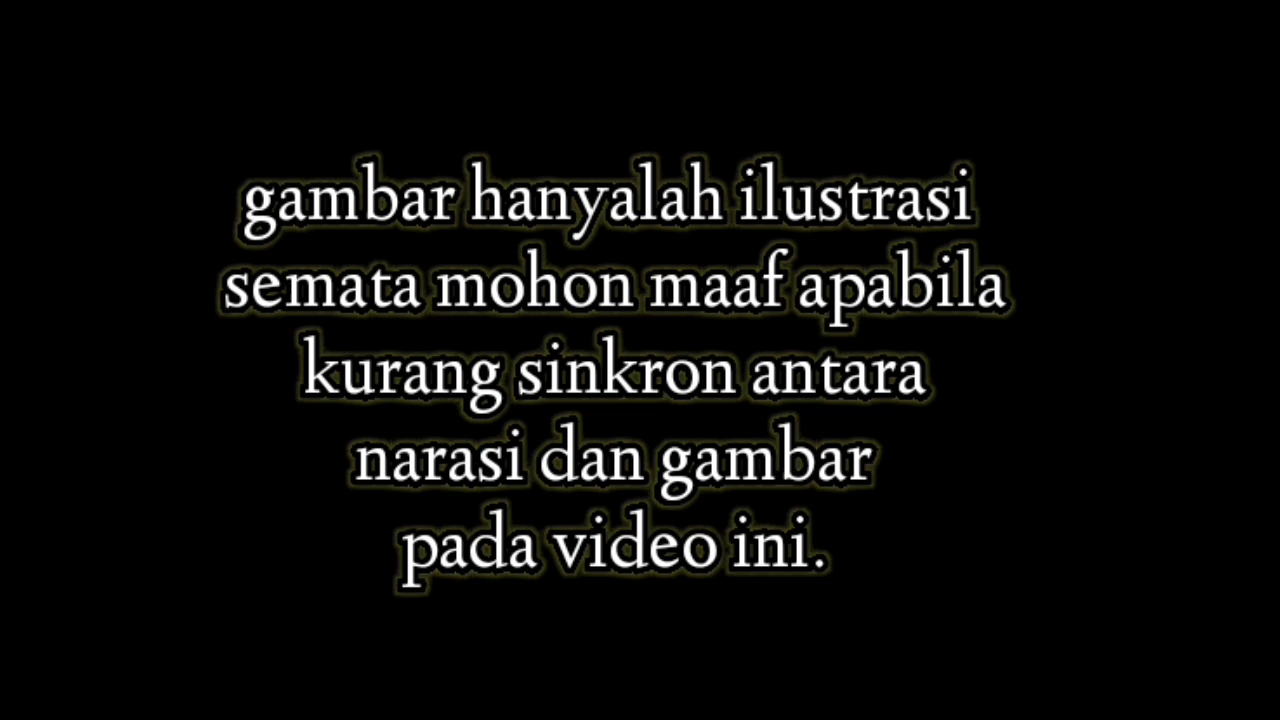 gambar hanyalah ilustrasi
semata mohon maaf apabila
kurang sinkron antara
narasi dan gambar
pada video ini.